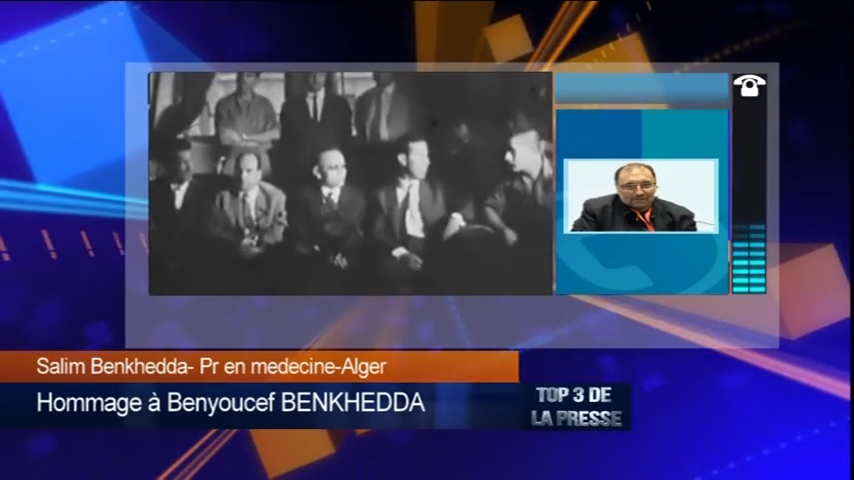 Salim Benkhedda- Pr en medecine-Alger
Hommage à Benyoucef BENKHEDDA
TOP 3 DE
LA PRESSE